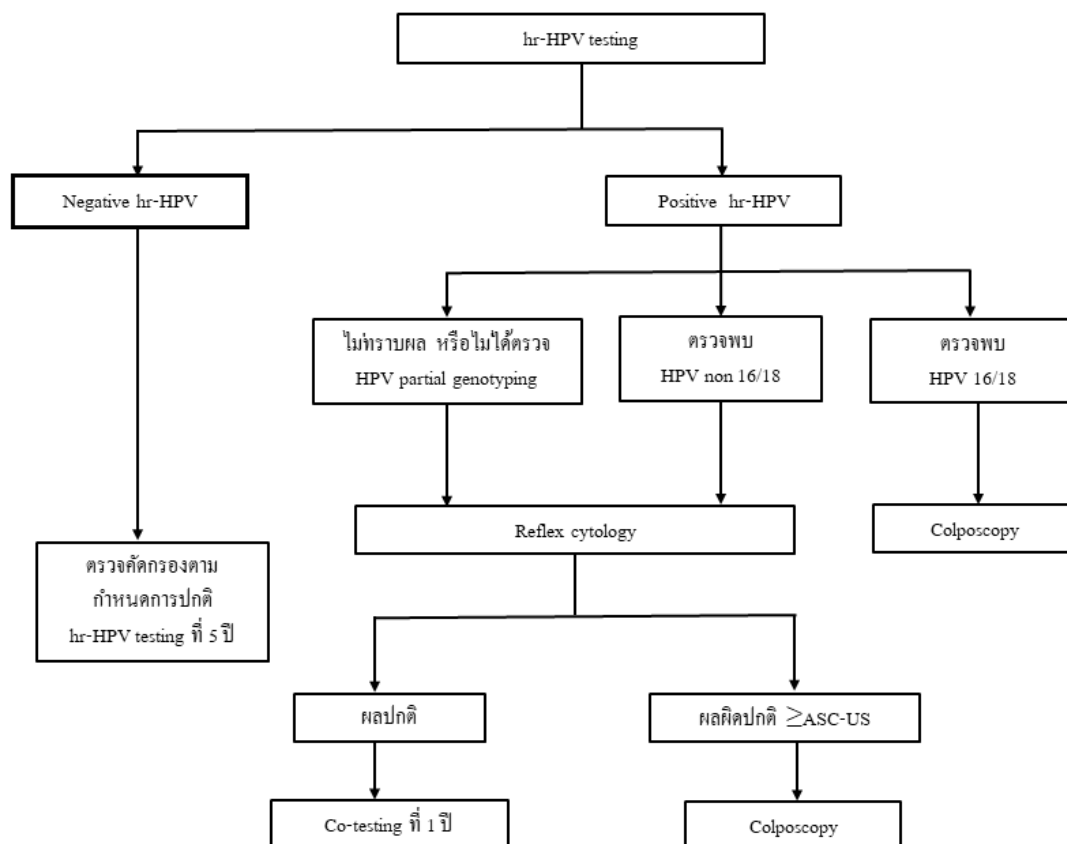 hr-HPV testing
Negative hr-HPV
Positive hr-HPV
ไม่ทราบผล หรือไม่ได้ตรวจ
HPV partial genotyping
ตรวจพบ
HPV non 16/18
ตรวจพบ
HPV 16/18
Reflex cytology
Colposcopy
ตรวจคัดกรองตาม
กำหนดการปกติ
hr-HPV testing ที่ 5 ปี
ผลปกติ
ผลผิดปกติ ≥ASC-US
Co-testing ที่ 1 ปี
Colposcopy